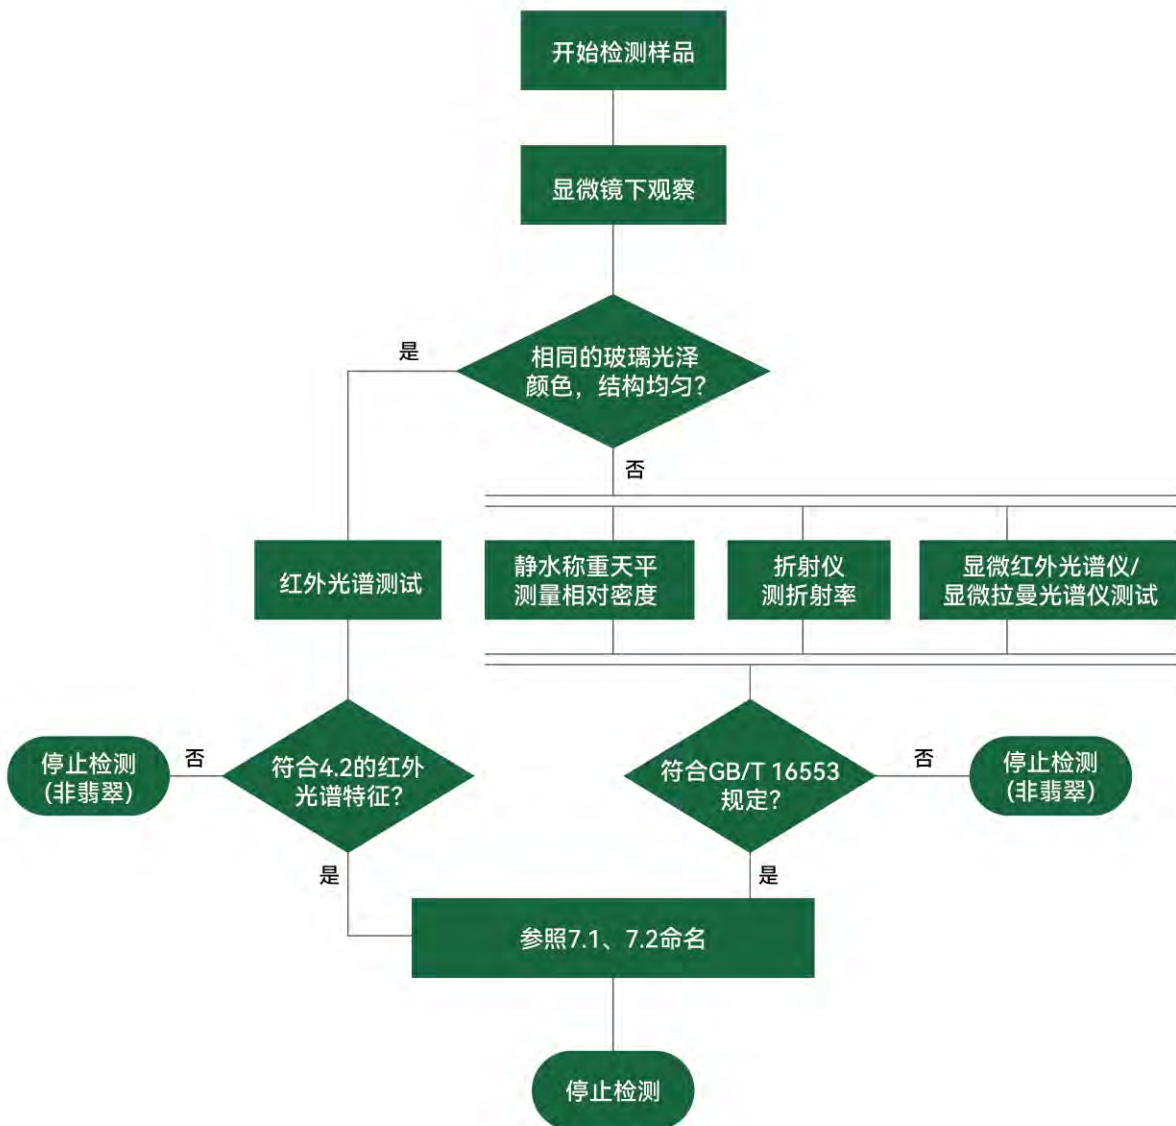 开始检测样品
显微镜下观察
相同的玻璃光泽
颜色，结构均匀?
是
否
红外光谱测试
静水称重天平
测量相对密度
折射仪
测折射率
显微红外光谱仪/
显微拉曼光谱仪测试
停止检测
(非翡翠)
否
符合4.2的红外
光谱特征?
符合GB/T 16553
规定?
否
停止检测
(非翡翠)
是
是
参照7.1、7.2命名
停止检测